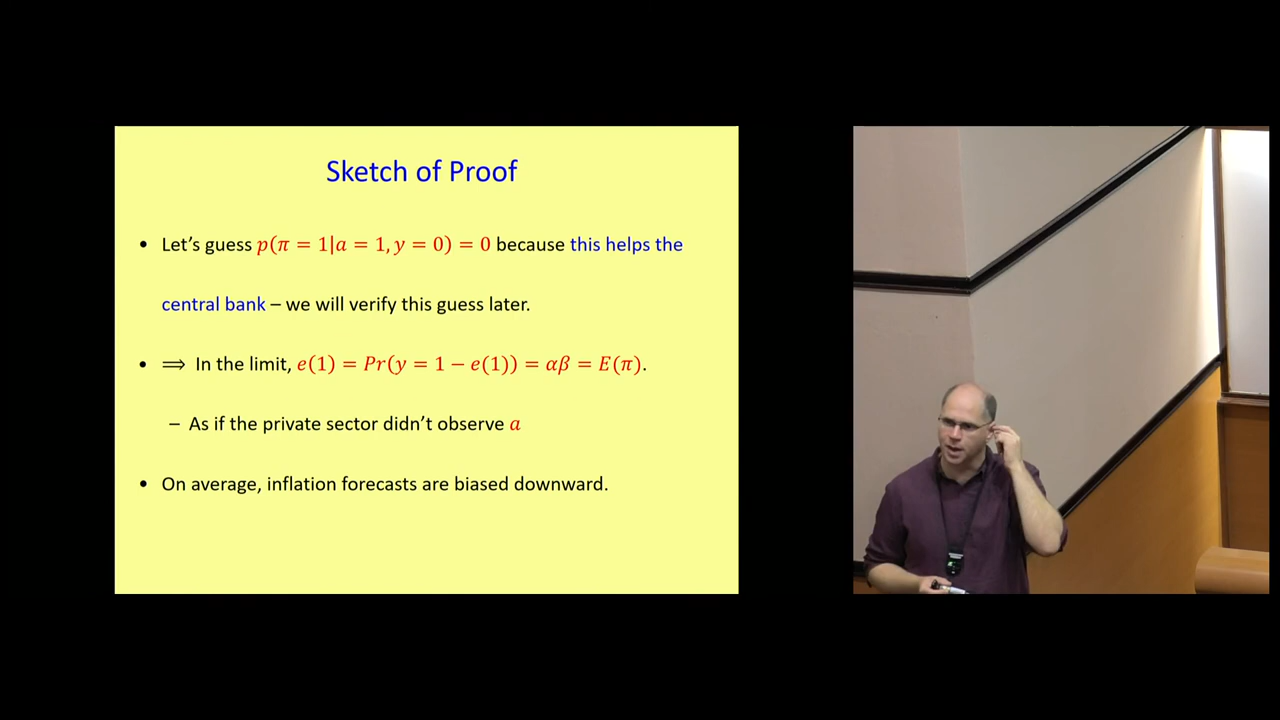 Sketch of Proof
• Let's guess 𝑝(𝜋 = 1|𝑎 = 1, 𝑦 = 0) = 0 because this helps the
central bank – we will verify this guess later.
• ⟹ In the limit, 𝑒(1) = 𝑃𝑟(𝑦 = 1 − 𝑒(1)) = 𝛼𝛽 = 𝐸(𝜋).
– As if the private sector didn't observe 𝑎
• On average, inflation forecasts are biased downward.